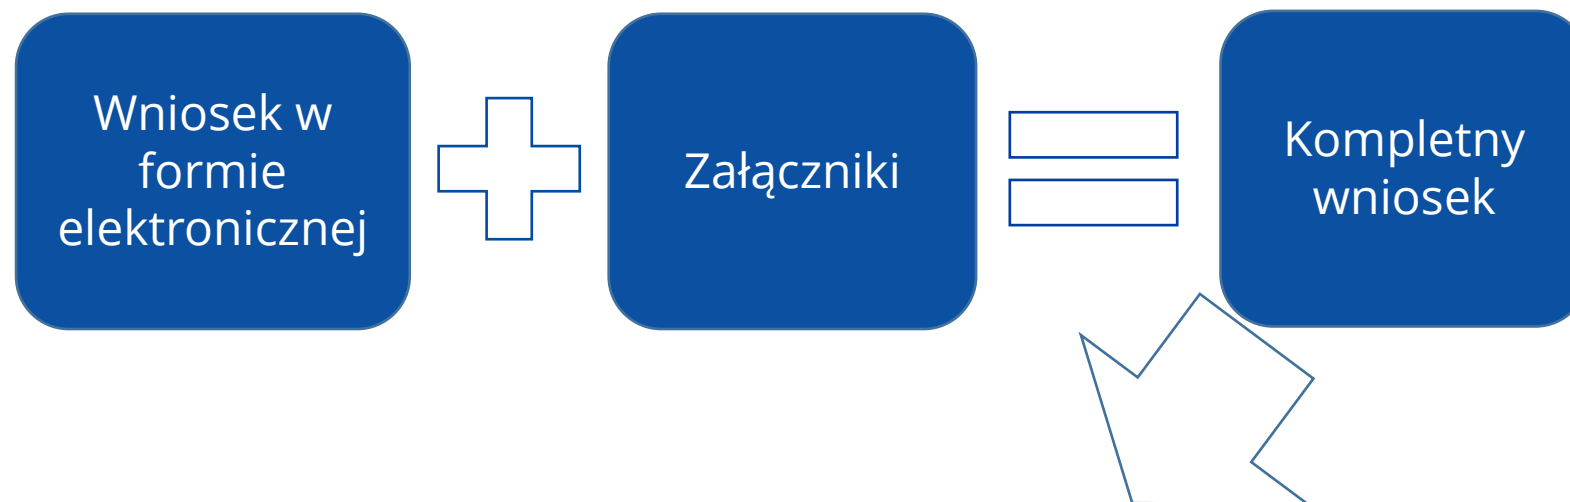 Wniosek w
formie
elektronicznej
Załączniki
Kompletny
wniosek